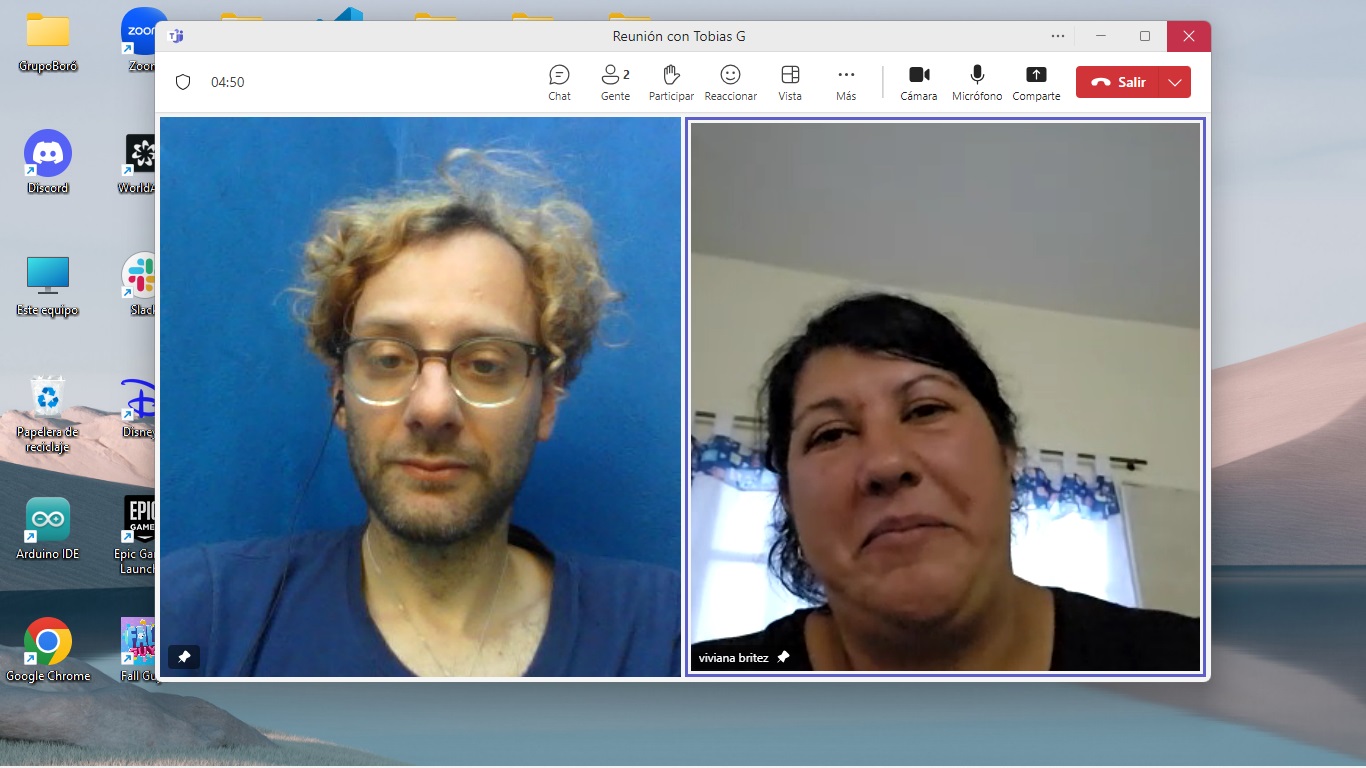 Reunión con Tobias G
04:50
Chat
Gente
2
Participar
Reaccionar
Vista
Más
Cámara
Micrófono
Comparte
Salir
viviana britez
GrupoBoró
zoom
Zoom
Discord
Este equipo
Slack
Papelera de
reciclaje
Arduino IDE
EPIC
GAMES
Epic Ga
Launch
Google Chrome
FALL
Fall Gu